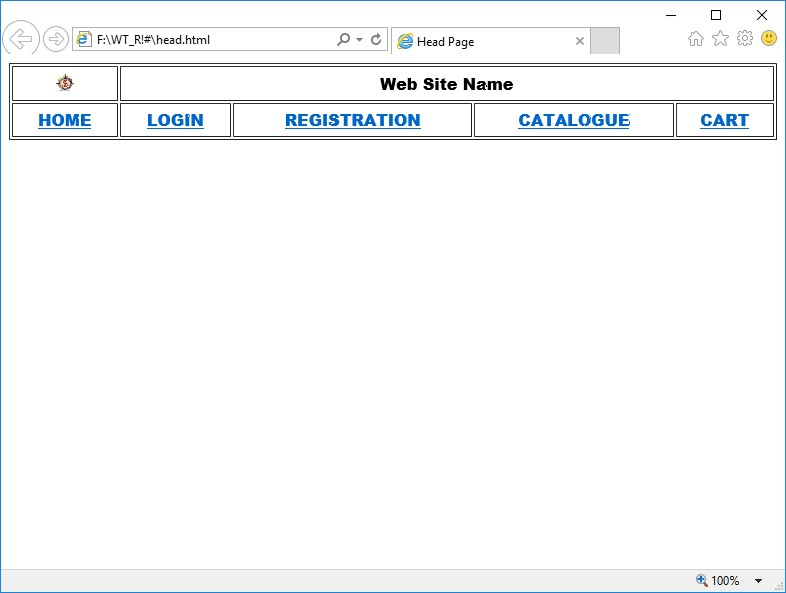 F:\WT_R!#\head.html
Head Page
Web Site Name
HOME LOGIN REGISTRATION CATALOGUE CART
100%